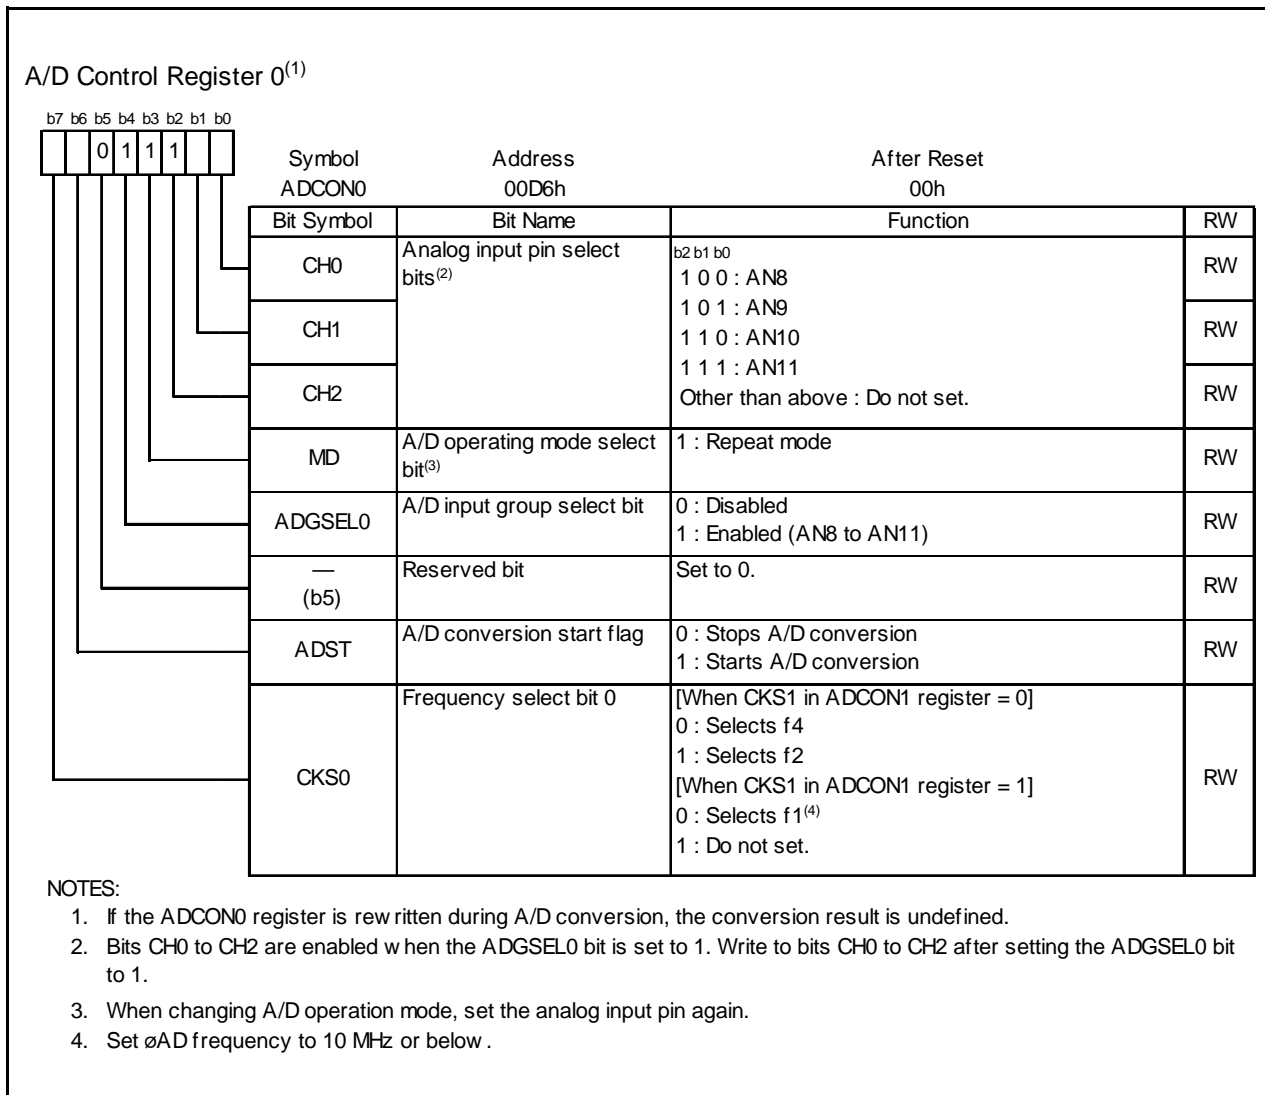 A/D Control Register 0(1)
b7 b6 b5 b4 b3 b2 b1 b0
0 1 1 1
Symbol Address After Reset
ADCON0 00D6h 00h
Bit Symbol Bit Name Function RW
CH0 Analog input pin select bits(2) b2 b1 b0 RW
1 0 0 : AN8
1 0 1 : AN9
CH1 1 1 0 : AN10 RW
1 1 1 : AN11
CH2 Other than above : Do not set. RW
MD A/D operating mode select bit(3) 1 : Repeat mode RW
ADGSEL0 A/D input group select bit 0 : Disabled RW
1 : Enabled (AN8 to AN11)
— Reserved bit Set to 0. RW
(b5)
ADST A/D conversion start flag 0 : Stops A/D conversion RW
1 : Starts A/D conversion
CKS0 Frequency select bit 0 [When CKS1 in ADCON1 register = 0] RW
0 : Selects f4
1 : Selects f2
[When CKS1 in ADCON1 register = 1]
0 : Selects f1(4)
1 : Do not set.
NOTES:
1. If the ADCON0 register is rewritten during A/D conversion, the conversion result is undefined.
2. Bits CH0 to CH2 are enabled when the ADGSEL0 bit is set to 1. Write to bits CH0 to CH2 after setting the ADGSEL0 bit
to 1.
3. When changing A/D operation mode, set the analog input pin again.
4. Set øAD frequency to 10 MHz or below.